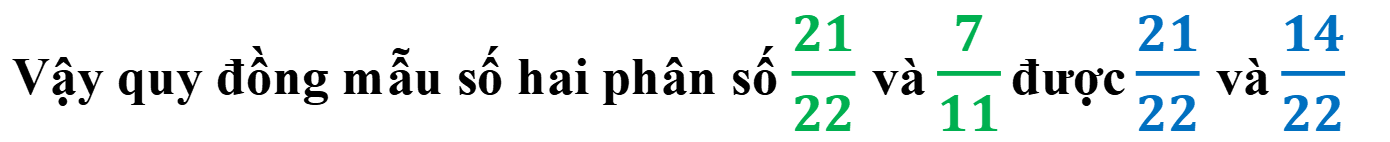 Vậy quy đồng mẫu số hai phân số 21/22 và 7/11 được 21/22 và 14/22